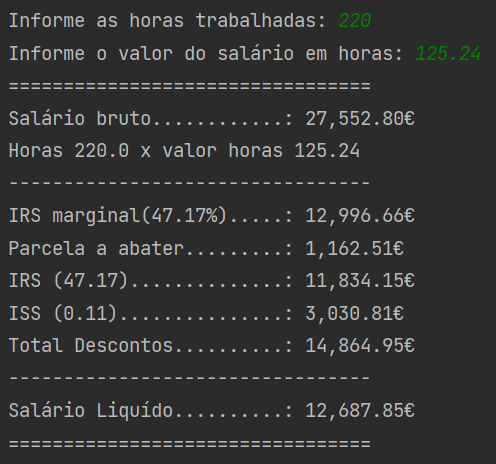 Informe as horas trabalhadas: 220
Informe o valor do salário em horas: 125.24
=================================
Salário bruto............: 27,552.80€
Horas 220.0 x valor horas 125.24
---------------------------------
IRS marginal(47.17%).....: 12,996.66€
Parcela a abater.........: 1,162.51€
IRS (47.17)..............: 11,834.15€
ISS (0.11)...............: 3,030.81€
Total Descontos..........: 14,864.95€
---------------------------------
Salário Liquído..........: 12,687.85€
=================================